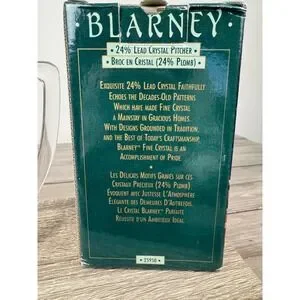 BLARNEY
· 24% LEAD CRYSTAL PITCHER ·
· BROC EN CRISTAL (24% PLOMB) ·
EXQUISITE 24% LEAD CRYSTAL FAITHFULLY
ECHOES THE DECADES-OLD PATTERNS
WHICH HAVE MADE FINE CRYSTAL
A MAINSTAY IN GRACIOUS HOMES.
WITH DESIGNS GROUNDED IN TRADITION
AND THE BEST OF TODAY'S CRAFTSMANSHIP,
BLARNEY™ FINE CRYSTAL IS AN
ACCOMPLISHMENT OF PRIDE.
LES DÉLICATS MOTIFS GRAVÉS SUR CES
CRISTAUX PRÉCIEUX (24% PLOMB)
ÉVOQUENT AVEC JUSTESSE L'ATMOSPHÈRE
ÉLÉGANTE DES DEMEURES D'AUTREFOIS.
LE CRISTAL BLARNEY™ PARFAITE
RÉUSSITE D'UN AMBITIEUX IDÉAL
· 25950 ·